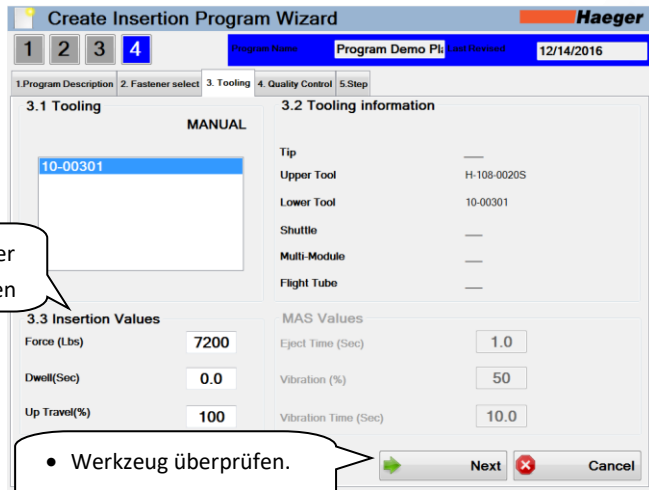 Create Insertion Program Wizard
Haeger
1 2 3 4
Program Name Program Demo Pl Last Revised 12/14/2016
1.Program Description 2. Fastener select 3. Tooling 4. Quality Control 5.Step
3.1 Tooling
MANUAL
10-00301
3.2 Tooling information
Tip __
Upper Tool H-108-0020S
Lower Tool 10-00301
Shuttle __
Multi-Module __
Flight Tube __
er
en
3.3 Insertion Values
Force (Lbs) 7200
Dwell(Sec) 0.0
Up Travel(%) 100
MAS Values
Eject Time (Sec) 1.0
Vibration (%) 50
Vibration Time (Sec) 10.0
• Werkzeug überprüfen.
Next Cancel